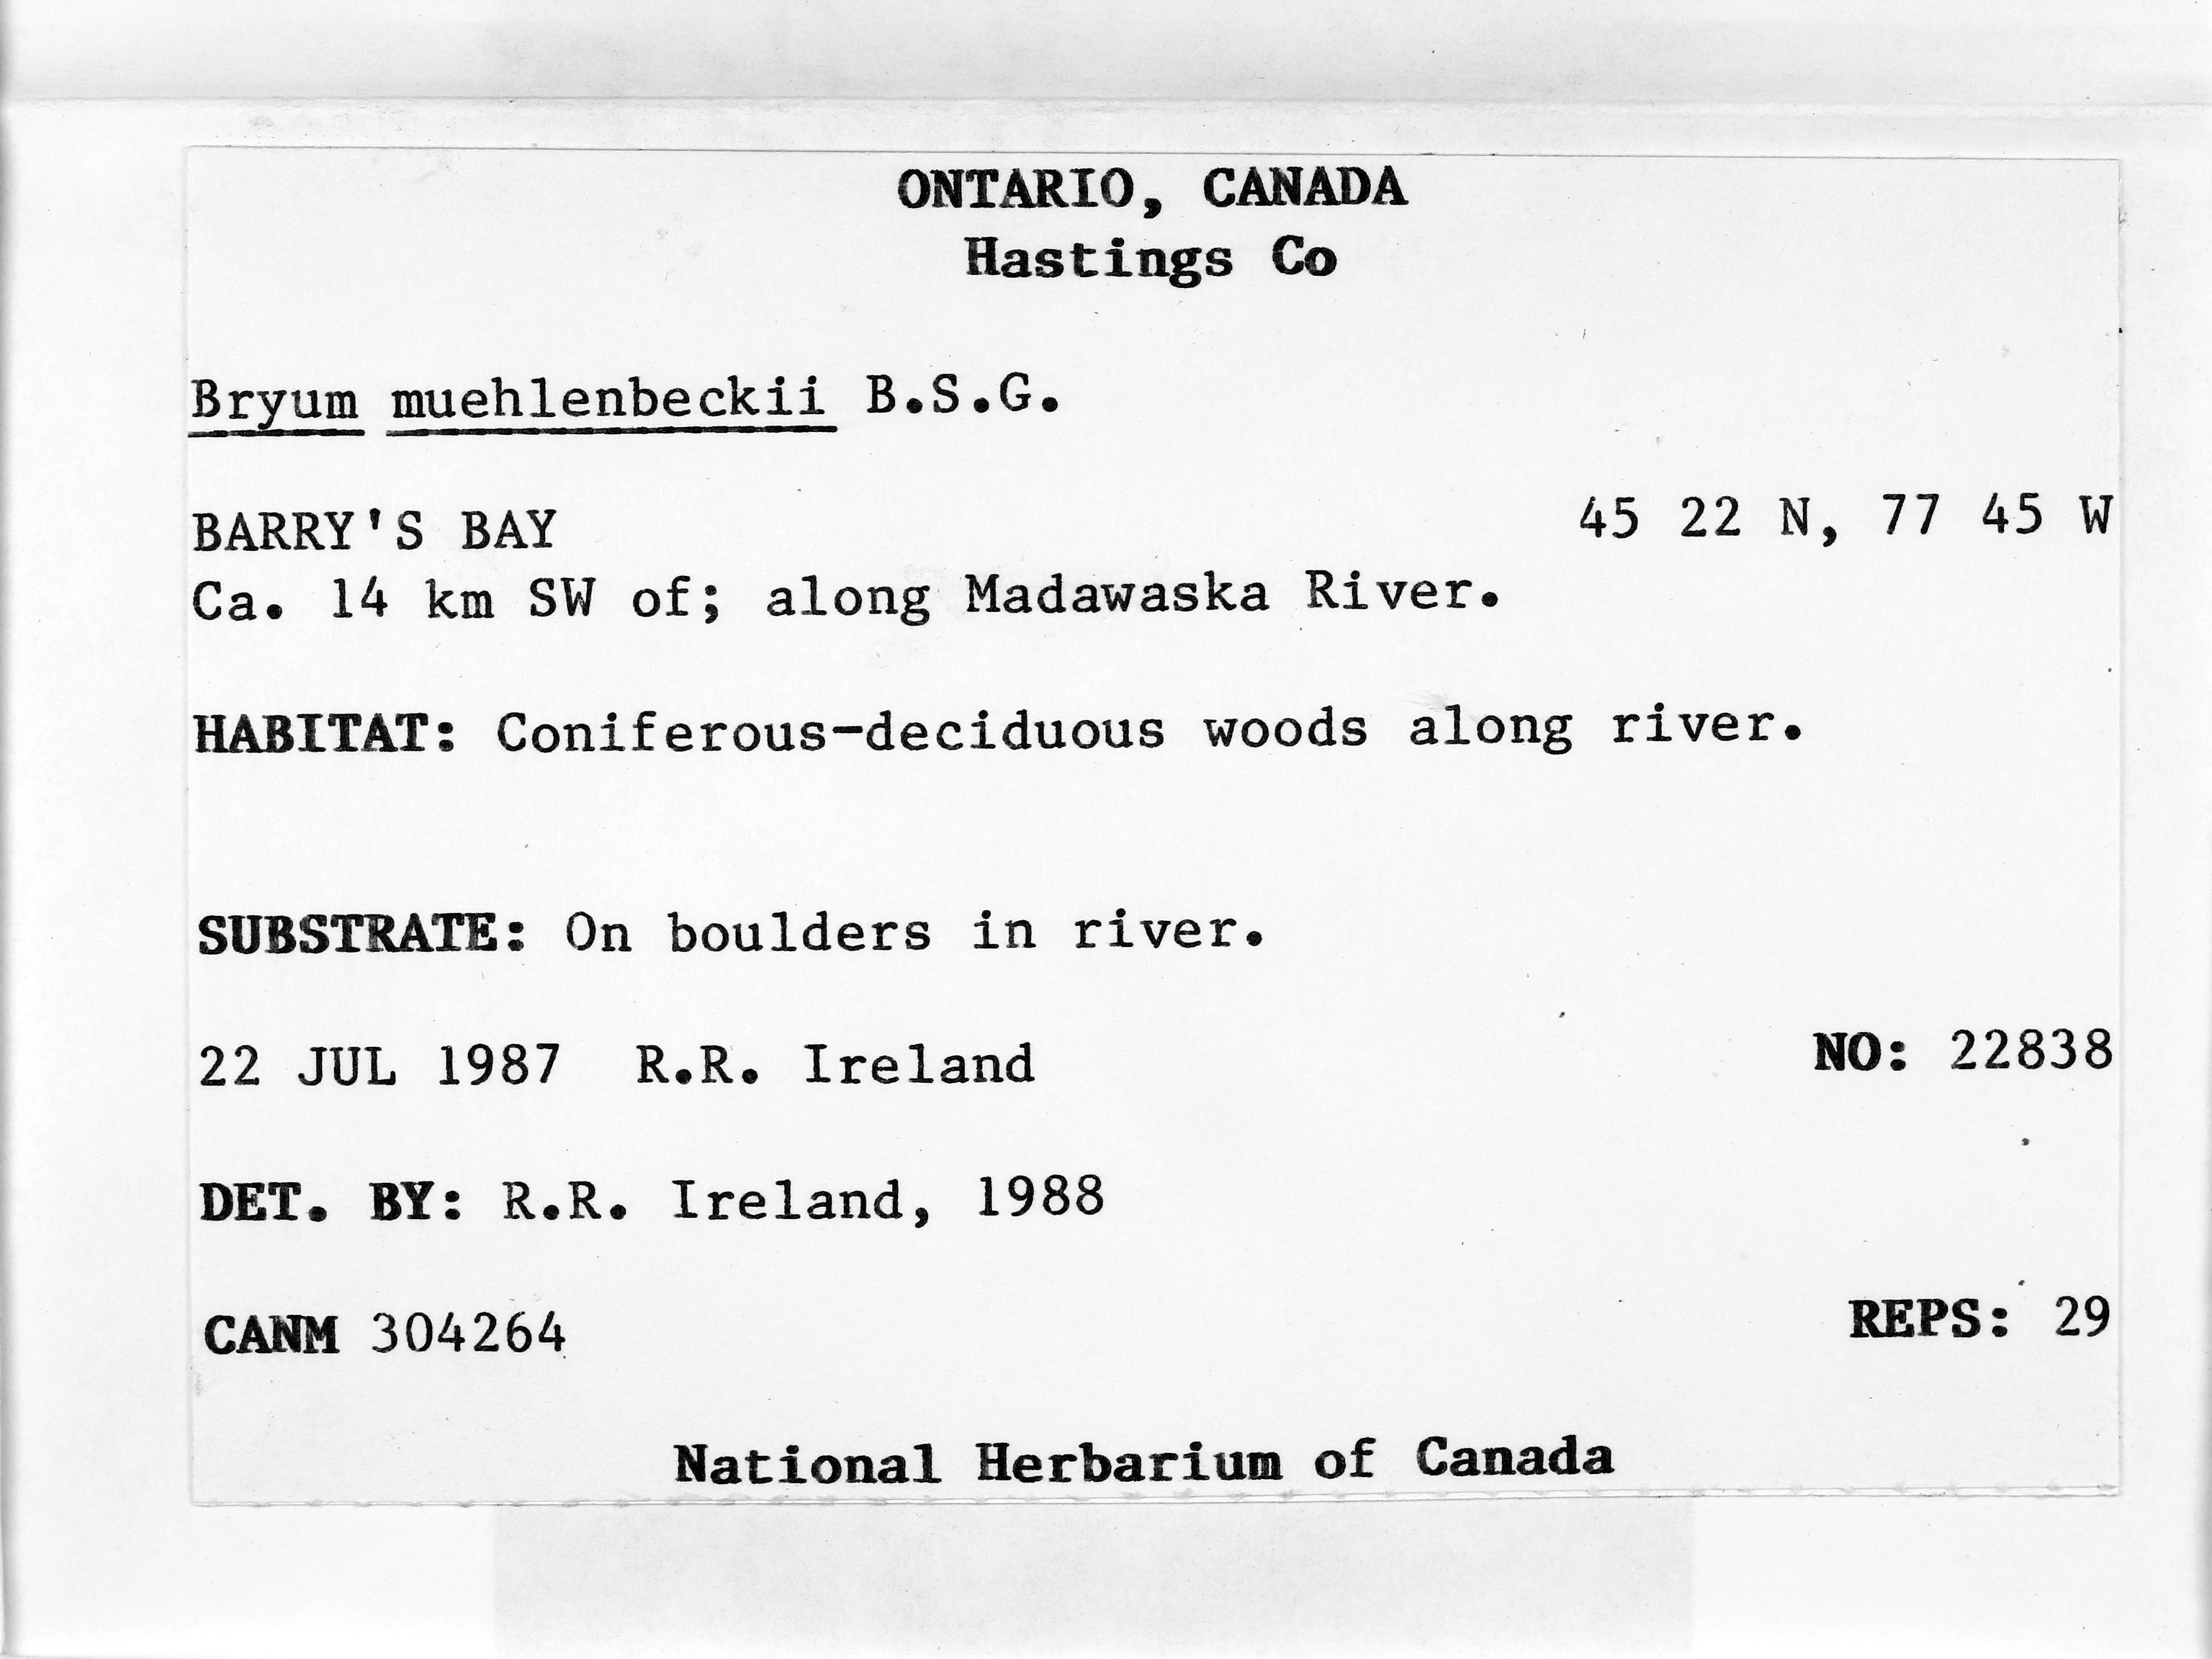 ONTARIO, CANADA
Hastings Co
Bryum muehlenbeckii B.S.G.
BARRY'S BAY 45 22 N, 77 45 W
Ca. 14 km SW of; along Madawaska River.
HABITAT: Coniferous-deciduous woods along river.
SUBSTRATE: On boulders in river.
22 JUL 1987 R.R. Ireland NO: 22838
DET. BY: R.R. Ireland, 1988
CANM 304264 REPS: 29
National Herbarium of Canada